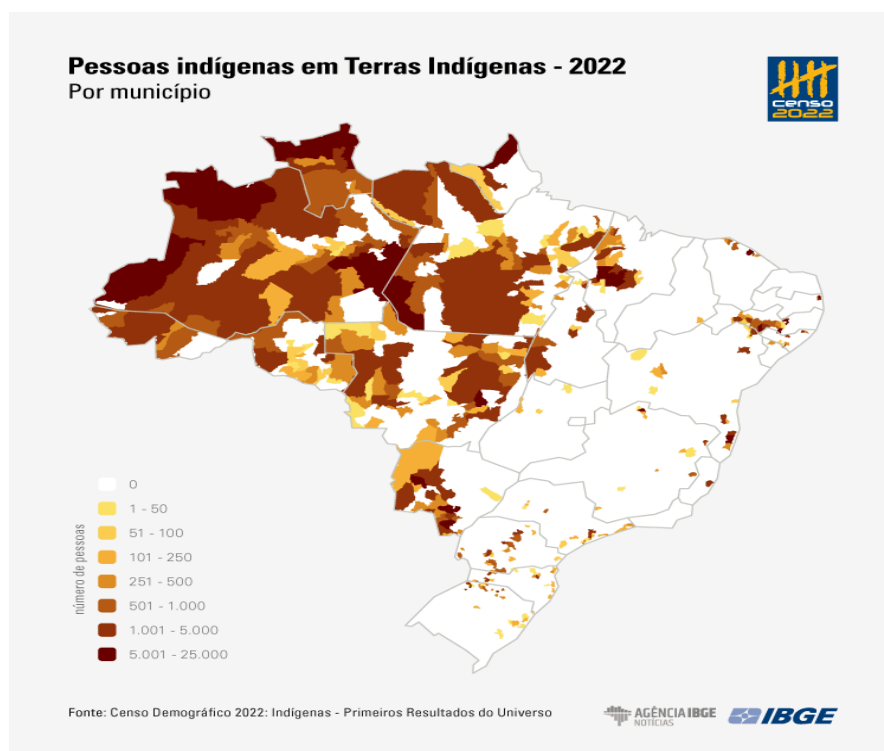 Pessoas indígenas em Terras Indígenas - 2022
Por município
censo
2022
número de pessoas
0
1 - 50
51 - 100
101 - 250
251 - 500
501 - 1.000
1.001 - 5.000
5.001 - 25.000
Fonte: Censo Demográfico 2022: Indígenas - Primeiros Resultados do Universo
AGÊNCIA IBGE
NOTÍCIAS
IBGE